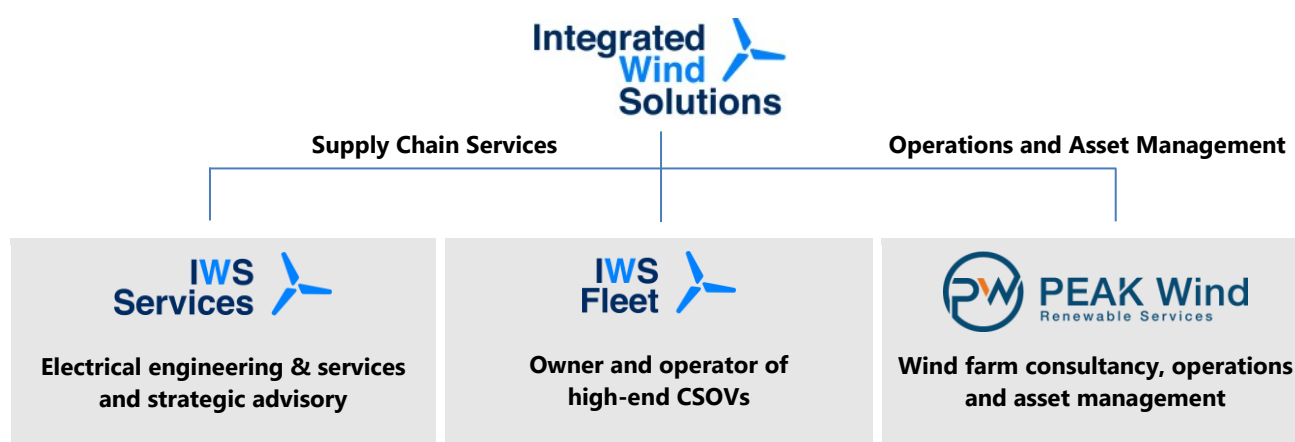 Integrated
Wind
Solutions
Supply Chain Services
Operations and Asset Management
IWS
Services
Electrical engineering & services
and strategic advisory
IWS
Fleet
Owner and operator of
high-end CSOVs
PW PEAK Wind
Renewable Services
Wind farm consultancy, operations
and asset management